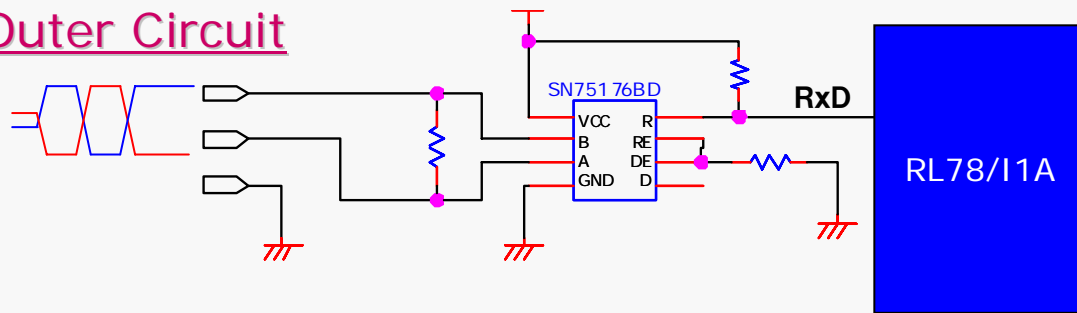 Outer Circuit
SN75176BD
VCC
B
A
GND
R
RE
DE
D
RxD
RL78/I1A